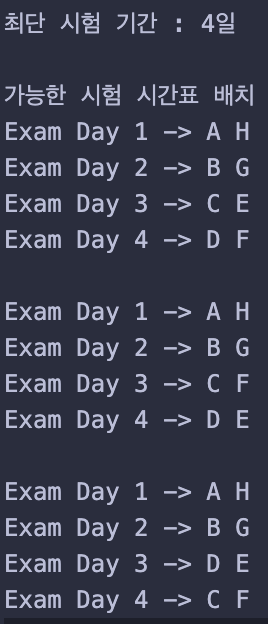 최단 시험 기간 : 4일
가능한 시험 시간표 배치
Exam Day 1 -> A H
Exam Day 2 -> B G
Exam Day 3 -> C E
Exam Day 4 -> D F
Exam Day 1 -> A H
Exam Day 2 -> B G
Exam Day 3 -> C F
Exam Day 4 -> D E
Exam Day 1 -> A H
Exam Day 2 -> B G
Exam Day 3 -> D E
Exam Day 4 -> C F